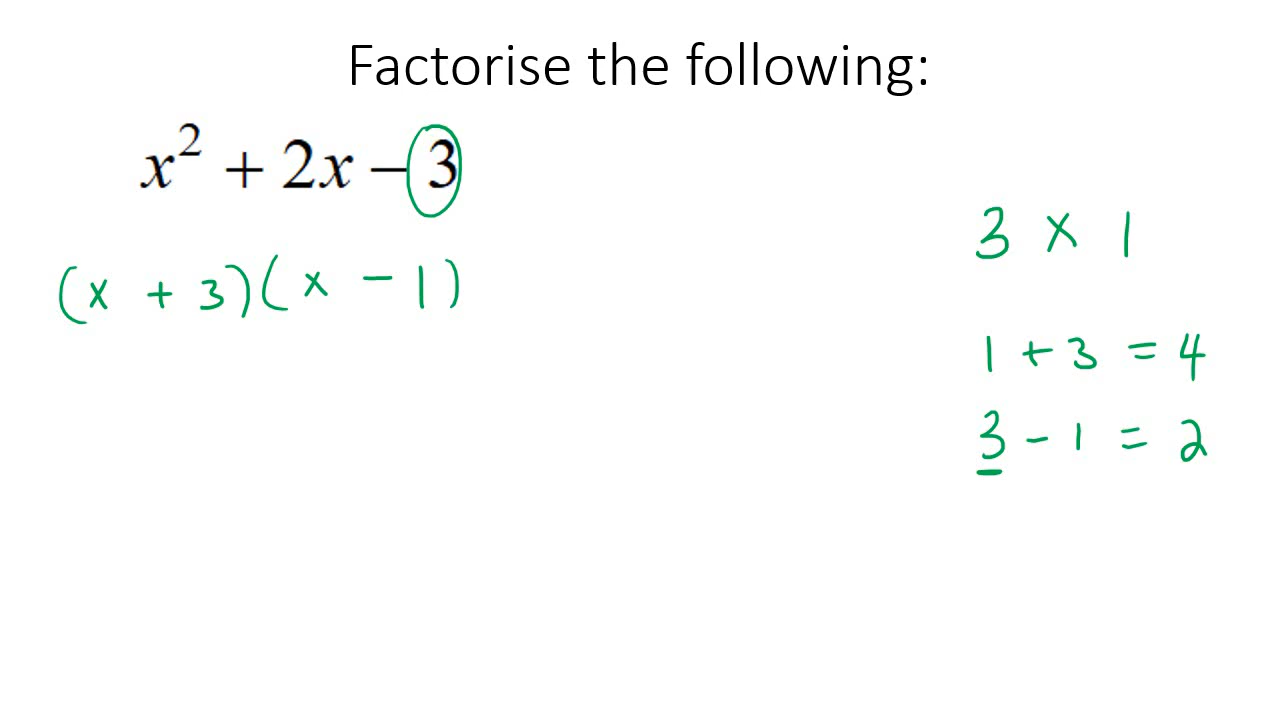 Factorise the following:
x² + 2x − 3
(x + 3)(x − 1)
3 × 1
1 + 3 = 4
3 − 1 = 2